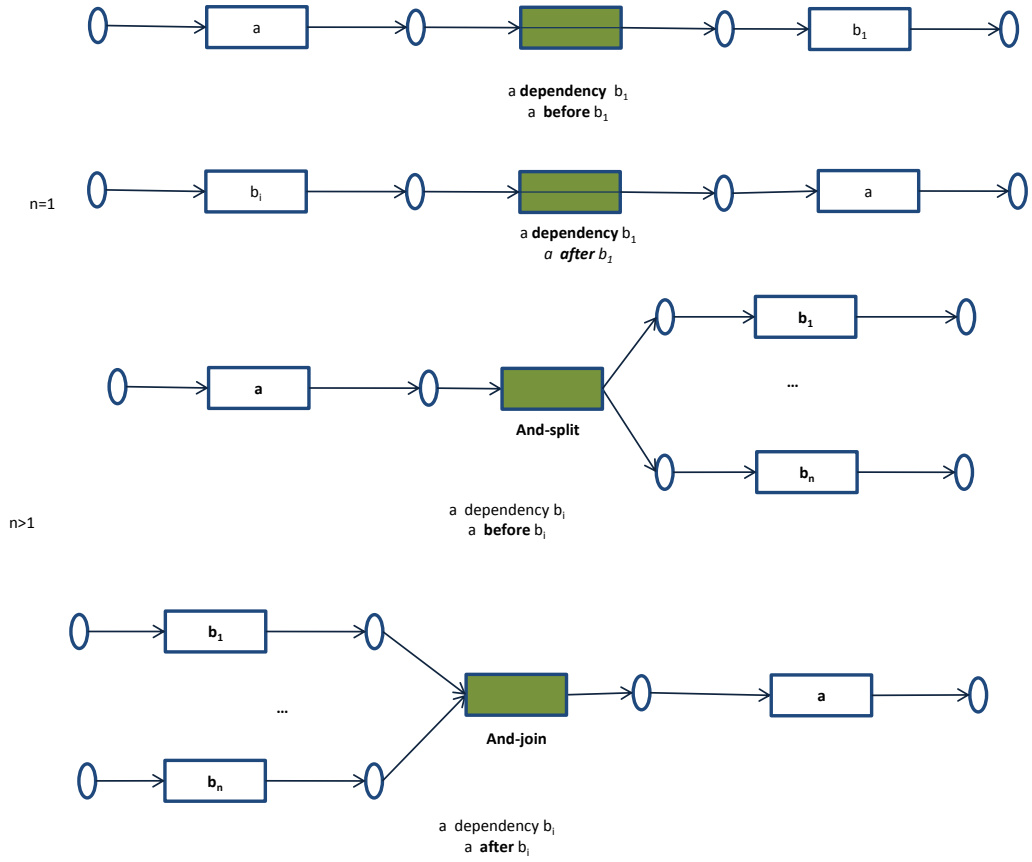 a
b₁
a dependency b₁
a before b₁
n=1
bᵢ
a
a dependency b₁
a after b₁
b₁
a
...
And-split
bₙ
a dependency bᵢ
a before bᵢ
n>1
b₁
...
a
And-join
bₙ
a dependency bᵢ
a after bᵢ